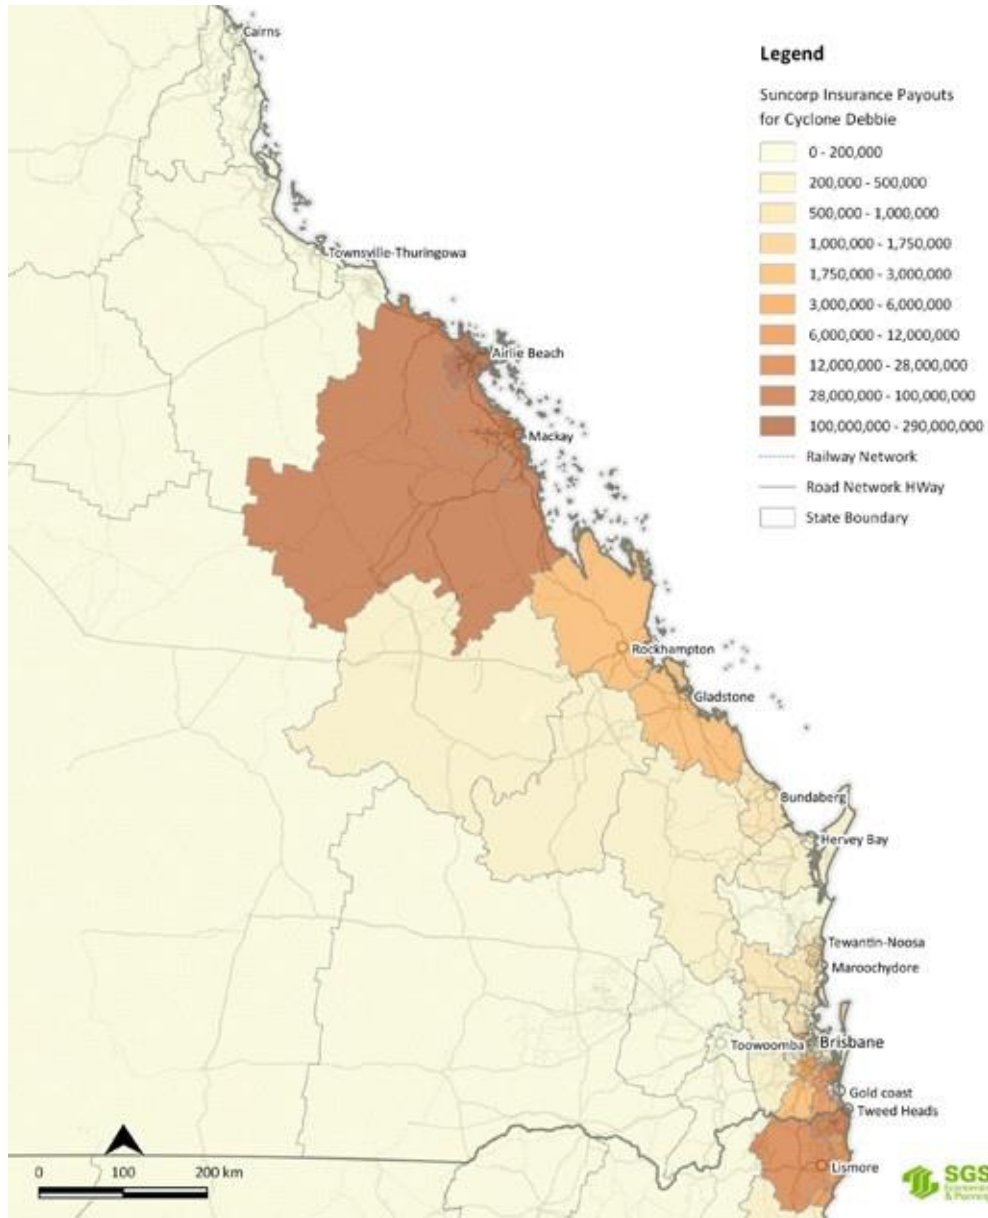 Cairns
Legend
Suncorp Insurance Payouts
for Cyclone Debbie
0 - 200,000
200,000 - 500,000
500,000 - 1,000,000
1,000,000 - 1,750,000
1,750,000 - 3,000,000
3,000,000 - 6,000,000
6,000,000 - 12,000,000
12,000,000 - 28,000,000
28,000,000 - 100,000,000
100,000,000 - 290,000,000
Railway Network
Road Network HWay
State Boundary
Townsville-Thuringowa
Airlie Beach
Mackay
Rockhampton
Gladstone
Bundaberg
Hervey Bay
Tewantin-Noosa
Maroochydore
Toowoomba
Brisbane
Gold coast
Tweed Heads
Lismore
0 100 200 km
SGS